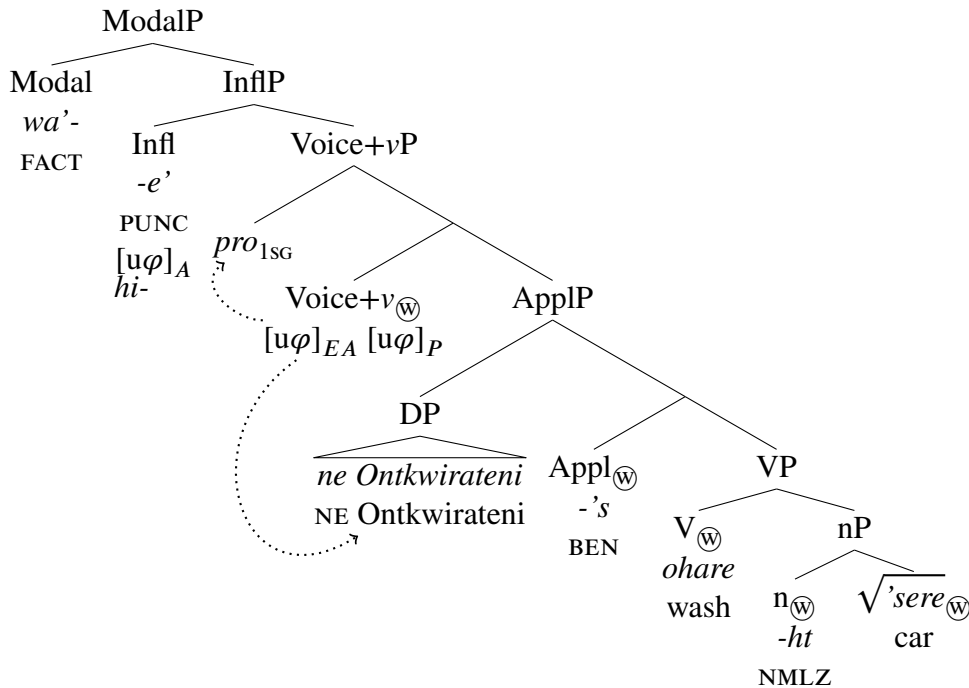 ModalP
Modal InflP
wa'-
FACT
Infl Voice+vP
-e'
PUNC
[uφ]A pro1SG
hi-
Voice+vⓌ ApplP
[uφ]EA [uφ]P
DP
ne Ontkwirateni ApplⓌ VP
NE Ontkwirateni -'s
BEN VⓌ nP
ohare
wash nⓌ √'sereⓌ
-ht car
NMLZ